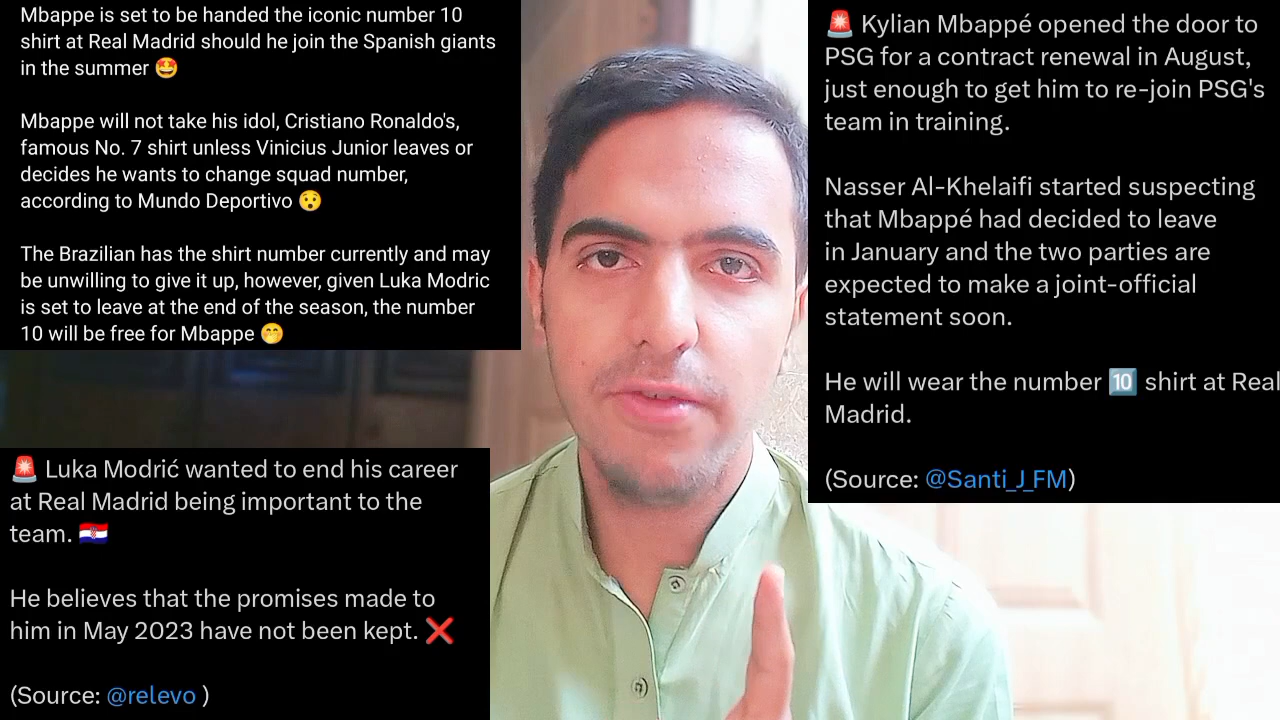 Mbappe is set to be handed the iconic number 10
shirt at Real Madrid should he join the Spanish giants
in the summer 🤩
Mbappe will not take his idol, Cristiano Ronaldo's,
famous No. 7 shirt unless Vinicius Junior leaves or
decides he wants to change squad number,
according to Mundo Deportivo 😯
The Brazilian has the shirt number currently and may
be unwilling to give it up, however, given Luka Modric
is set to leave at the end of the season, the number
10 will be free for Mbappe 🤭
🚨 Luka Modrić wanted to end his career
at Real Madrid being important to the
team. 🇭🇷
He believes that the promises made to
him in May 2023 have not been kept. ❌
(Source: @relevo )
🚨 Kylian Mbappé opened the door to
PSG for a contract renewal in August,
just enough to get him to re-join PSG's
team in training.
Nasser Al-Khelaifi started suspecting
that Mbappé had decided to leave
in January and the two parties are
expected to make a joint-official
statement soon.
He will wear the number 🔟 shirt at Real
Madrid.
(Source: @Santi_J_FM)